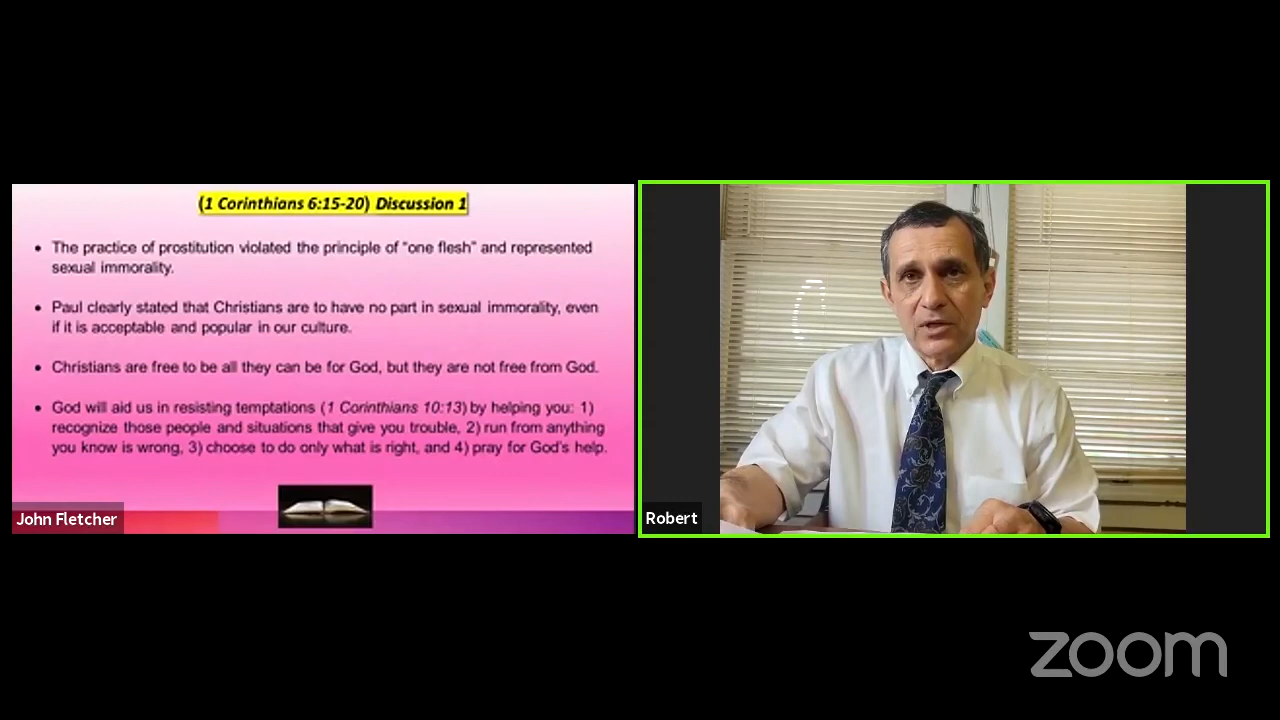 (1 Corinthians 6:15-20) Discussion 1
• The practice of prostitution violated the principle of "one flesh" and represented
sexual immorality.
• Paul clearly stated that Christians are to have no part in sexual immorality, even
if it is acceptable and popular in our culture.
• Christians are free to be all they can be for God, but they are not free from God.
• God will aid us in resisting temptations (1 Corinthians 10:13) by helping you: 1)
recognize those people and situations that give you trouble, 2) run from anything
you know is wrong, 3) choose to do only what is right, and 4) pray for God's help.
John Fletcher
Robert
zoom